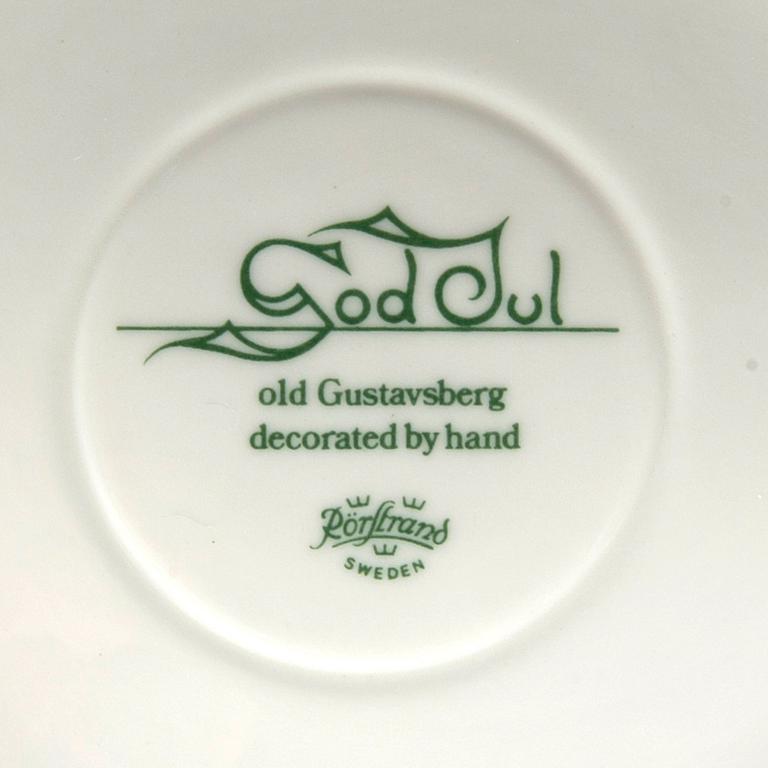 God Jul
old Gustavsberg
decorated by hand
Rörstrand
SWEDEN